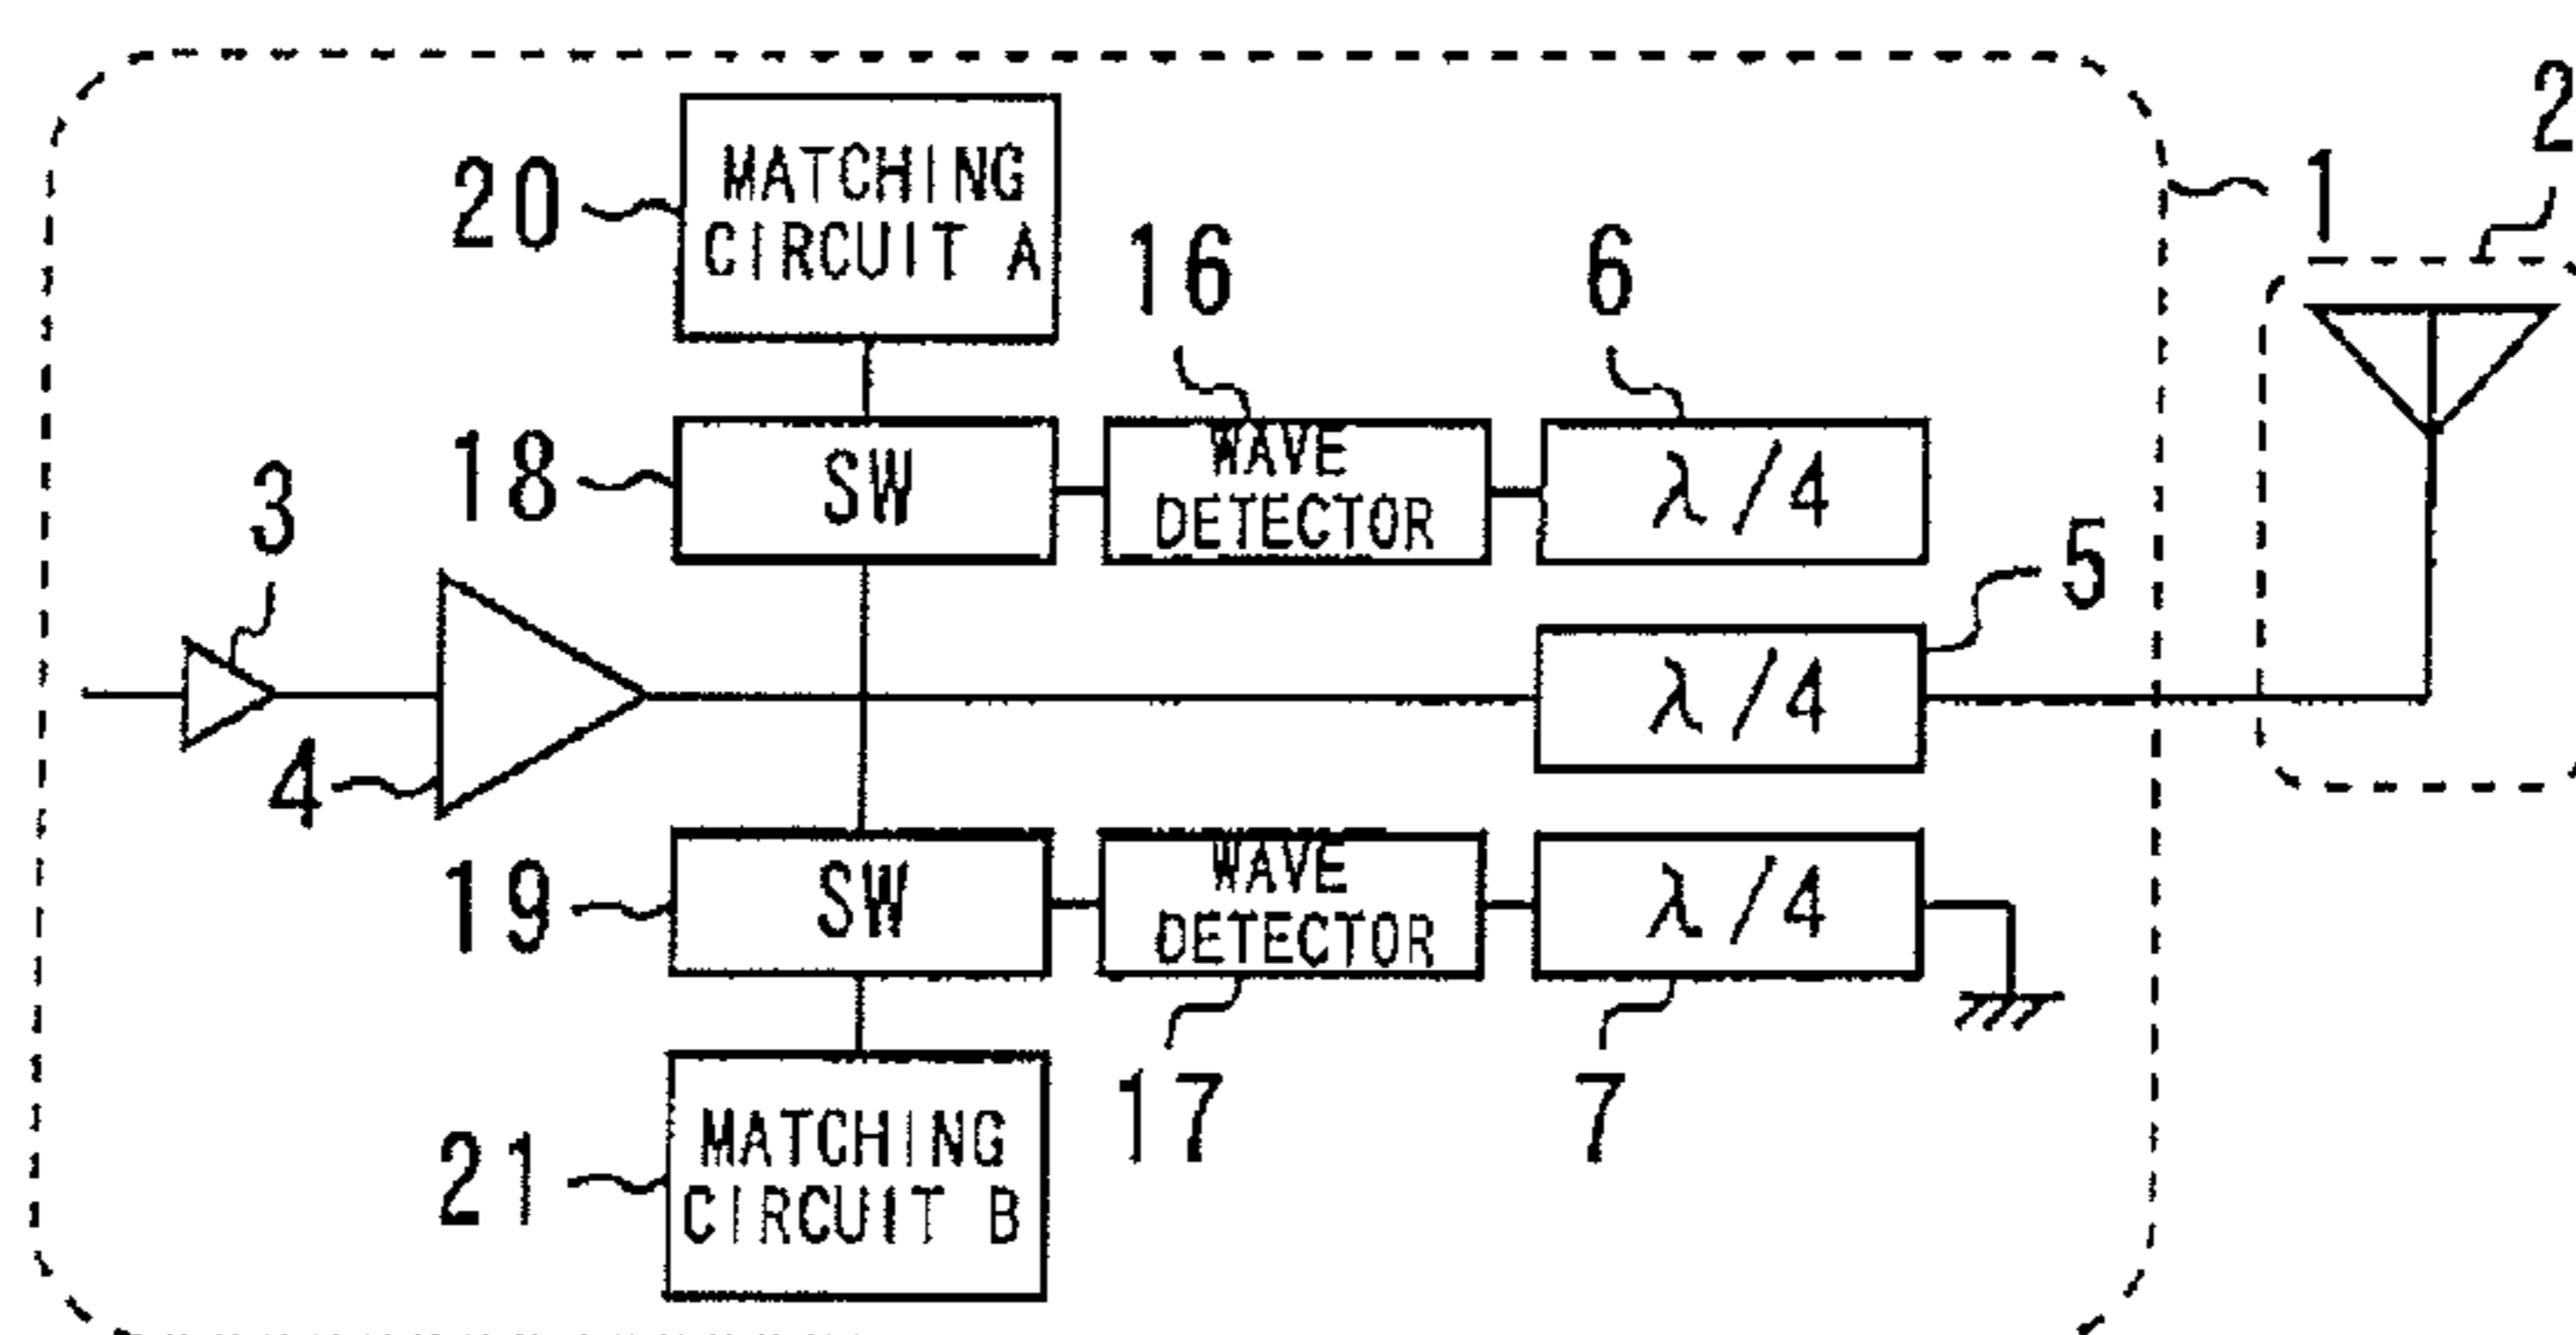 2
1
MATCHING
CIRCUIT A
20
16
6
18
SW
WAVE
DETECTOR
λ/4
3
5
λ/4
4
19
SW
WAVE
DETECTOR
λ/4
17
7
21
MATCHING
CIRCUIT B